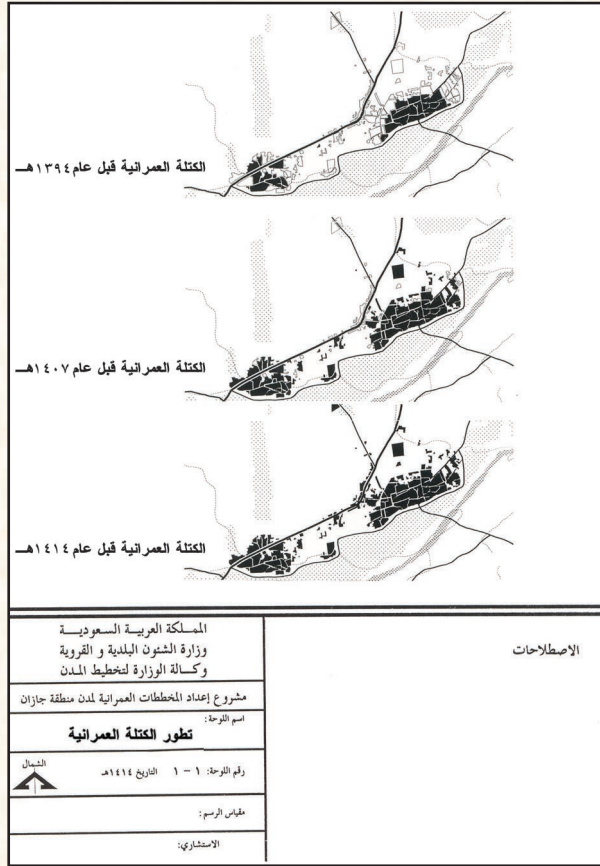 الكتلة العمرانية قبل عام ١٣٩٤هـ
الكتلة العمرانية قبل عام ١٤٠٧هـ
الكتلة العمرانية قبل عام ١٤١٤هـ
الاصطلاحات
المملكة العربية السعودية
وزارة الشئون البلدية و القروية
وكالة الوزارة لتخطيط المدن
مشروع إعداد المخططات العمرانية لمدن منطقة جازان
اسم اللوحة:
تطور الكتلة العمرانية
رقم اللوحة: ١ - ١ التاريخ ١٤١٤هـ
الشمال
مقياس الرسم:
الاستشاري: